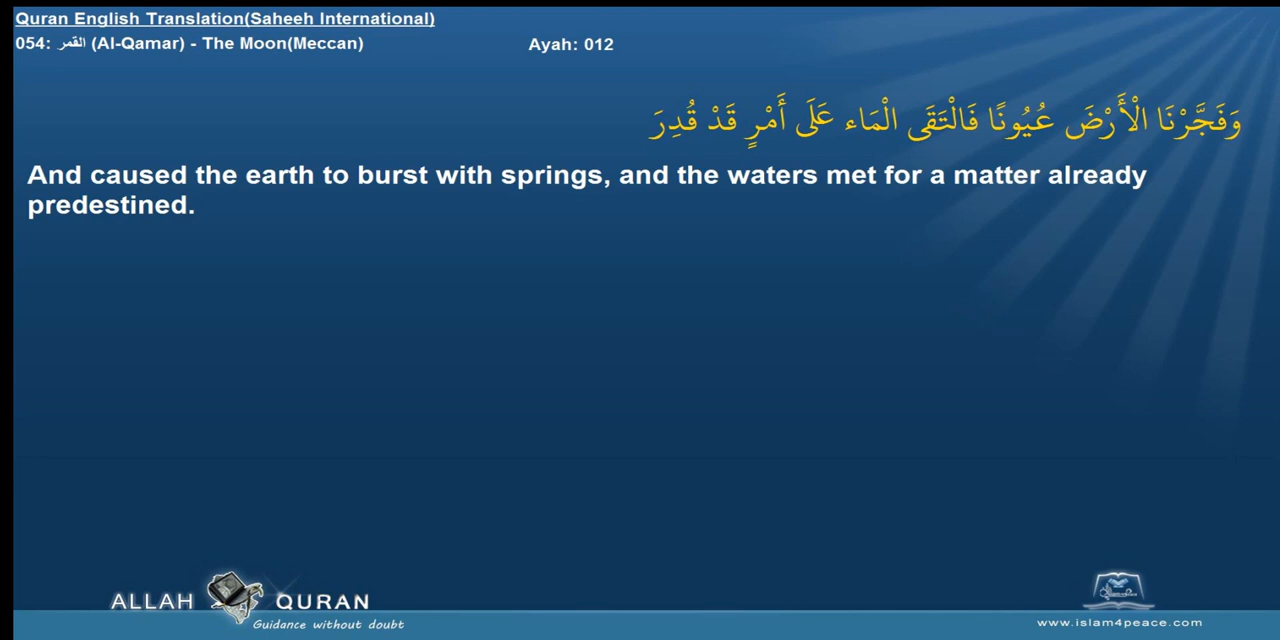 Quran English Translation(Saheeh International)
054: القمر (Al-Qamar) - The Moon(Meccan) Ayah: 012
وَفَجَّرْنَا الْأَرْضَ عُيُونًا فَالْتَقَى الْمَاء عَلَى أَمْرٍ قَدْ قُدِرَ
And caused the earth to burst with springs, and the waters met for a matter already
predestined.
ALLAH QURAN
Guidance without doubt
www.islam4peace.com